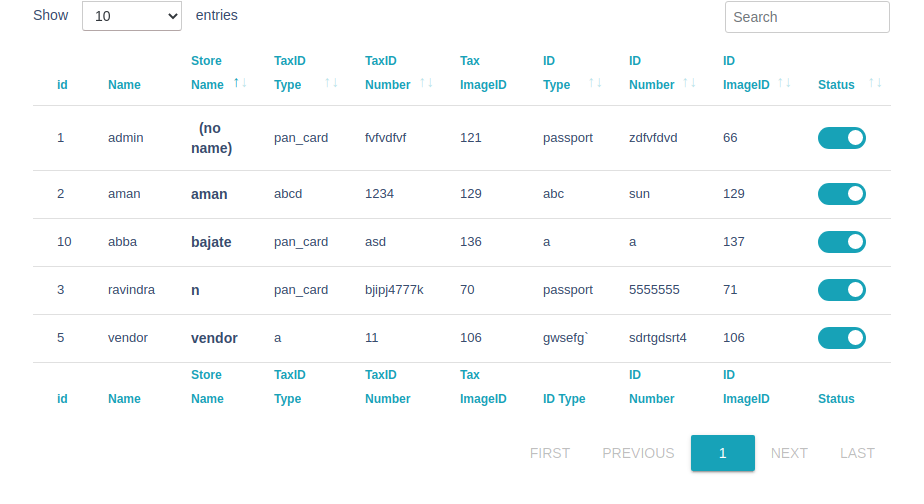 Show 10 entries
Search
Store TaxID TaxID Tax ID ID ID
id Name Name ↑↓ Type ↑↓ Number ↑↓ ImageID Type ↑↓ Number ↑↓ ImageID ↑↓ Status ↑↓
1 admin (no name) pan_card fvfvdfvf 121 passport zdfvfdvd 66
2 aman aman abcd 1234 129 abc sun 129
10 abba bajate pan_card asd 136 a a 137
3 ravindra n pan_card bjipj4777k 70 passport 5555555 71
5 vendor vendor a 11 106 gwsefg` sdrtgdsrt4 106
Store TaxID TaxID Tax ID ID
id Name Name Type Number ImageID ID Type Number ImageID Status
FIRST PREVIOUS 1 NEXT LAST